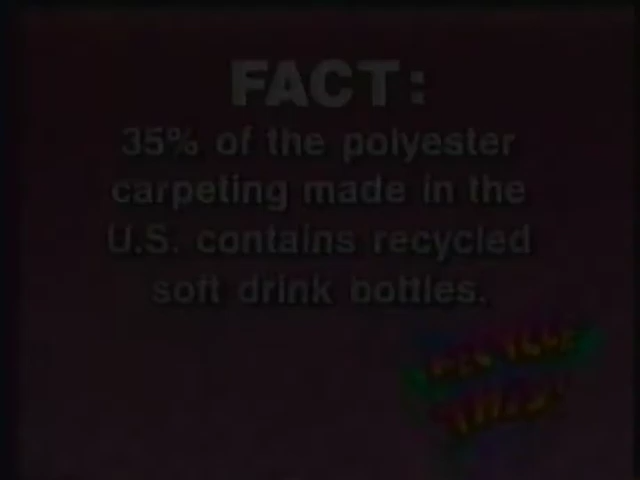 FACT:
35% of the polyester
carpeting made in the
U.S. contains recycled
soft drink bottles.